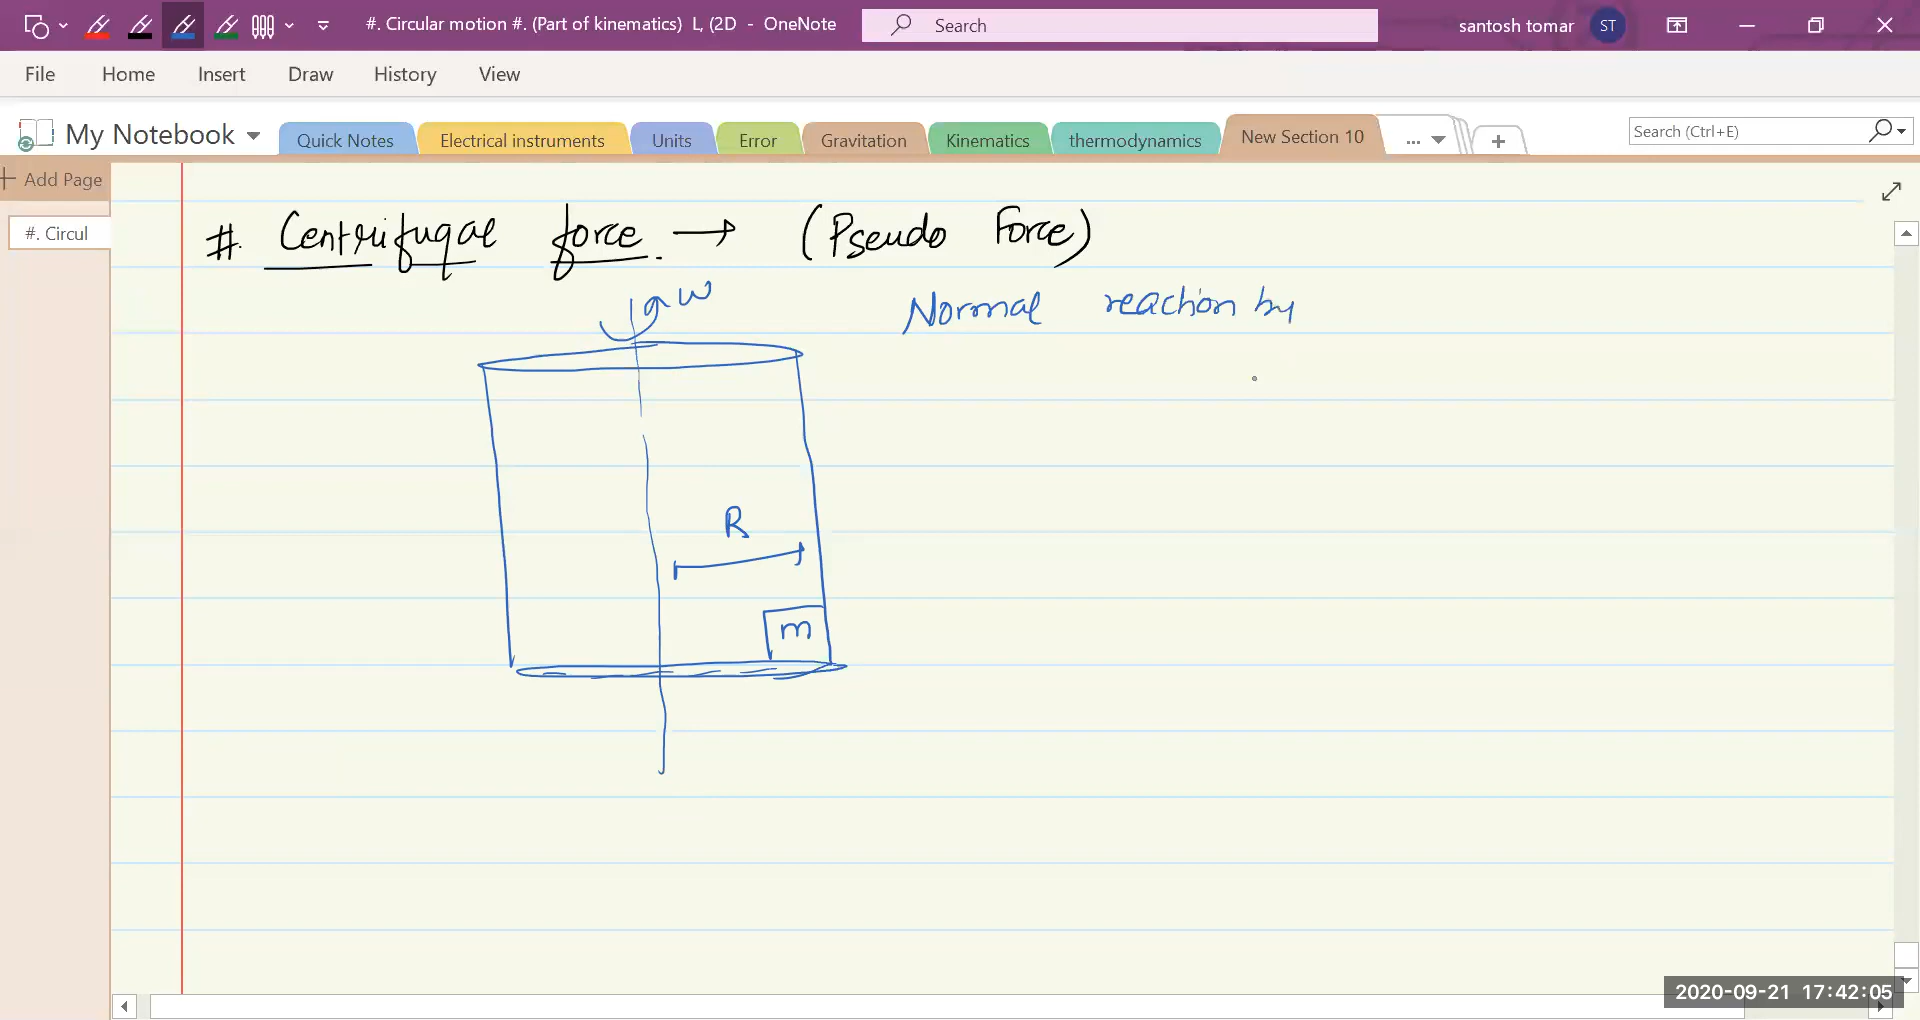 #. Circular motion #. (Part of kinematics) L, (2D - OneNote
Search
santosh tomar
ST
File Home Insert Draw History View
My Notebook
Quick Notes
Electrical instruments
Units
Error
Gravitation
Kinematics
thermodynamics
New Section 10
...
Search (Ctrl+E)
Add Page
#. Circul
#. Centrifugal force. → (Pseudo Force)
ω
Normal reaction by
R
m
2020-09-21 17:42:05